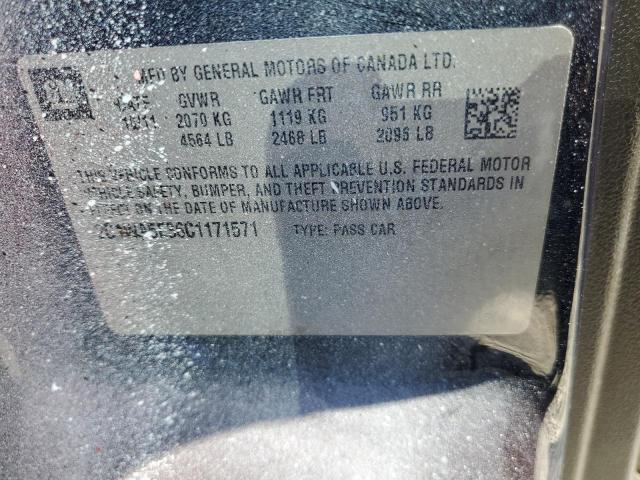 MFD BY GENERAL MOTORS OF CANADA LTD.
DATE GVWR GAWR FRT GAWR RR
10/11 2070 KG 1119 KG 951 KG
4564 LB 2468 LB 2096 LB
THIS VEHICLE CONFORMS TO ALL APPLICABLE U.S. FEDERAL MOTOR
VEHICLE SAFETY, BUMPER, AND THEFT PREVENTION STANDARDS IN
EFFECT ON THE DATE OF MANUFACTURE SHOWN ABOVE.
TYPE: PASS CAR